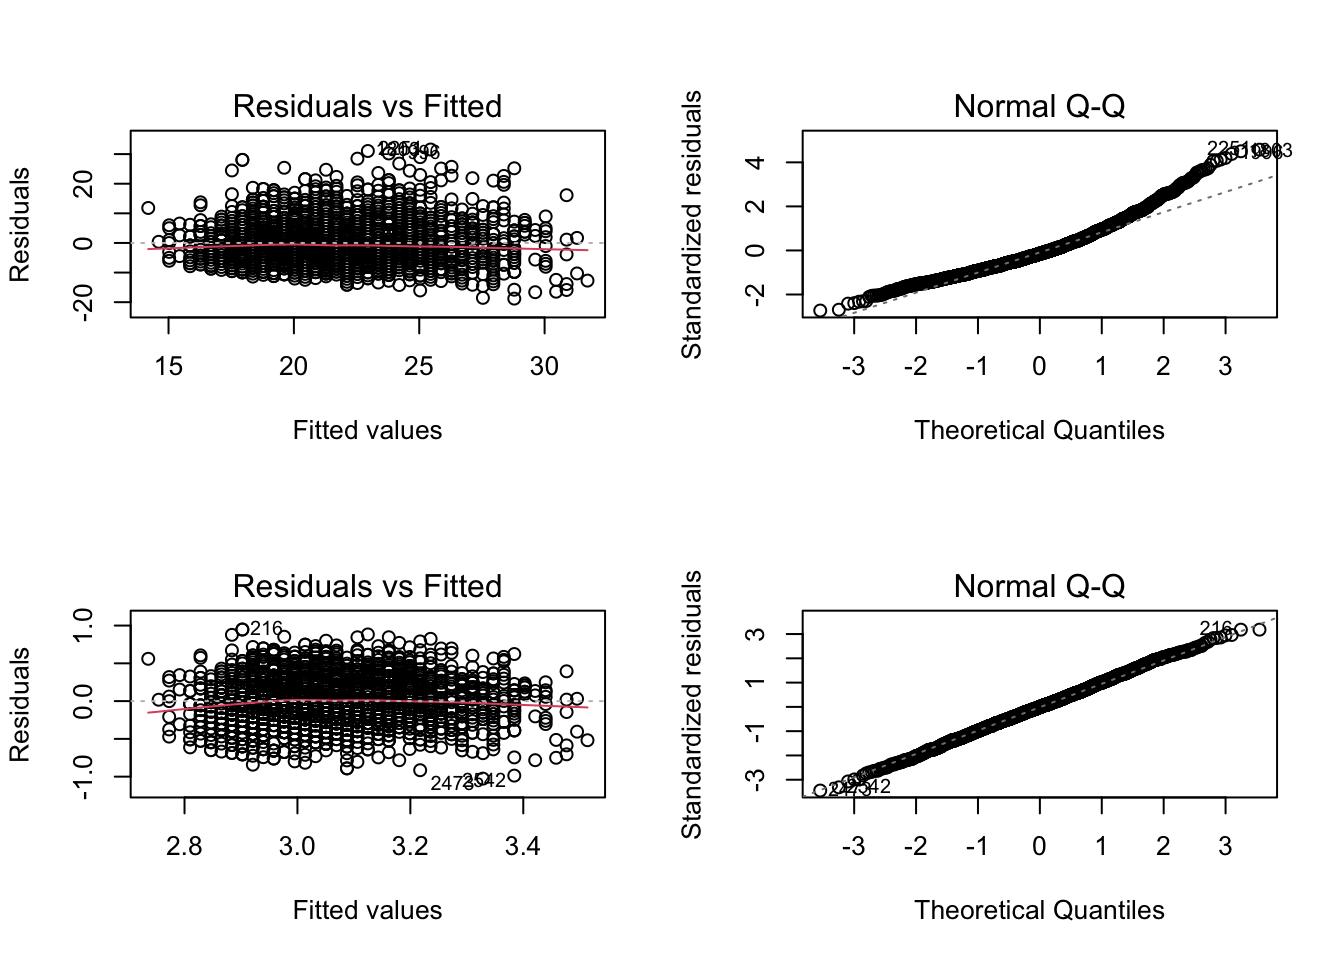 Residuals vs Fitted
Residuals
20
0
-20
15 20 25 30
Fitted values
Normal Q-Q
Standardized residuals
4
2
0
-2
-3 -2 -1 0 1 2 3
Theoretical Quantiles
Residuals vs Fitted
216
2473 2542
Residuals
1.0
0.0
-1.0
2.8 3.0 3.2 3.4
Fitted values
Normal Q-Q
216
2542
Standardized residuals
3
1
-1
-3
-3 -2 -1 0 1 2 3
Theoretical Quantiles